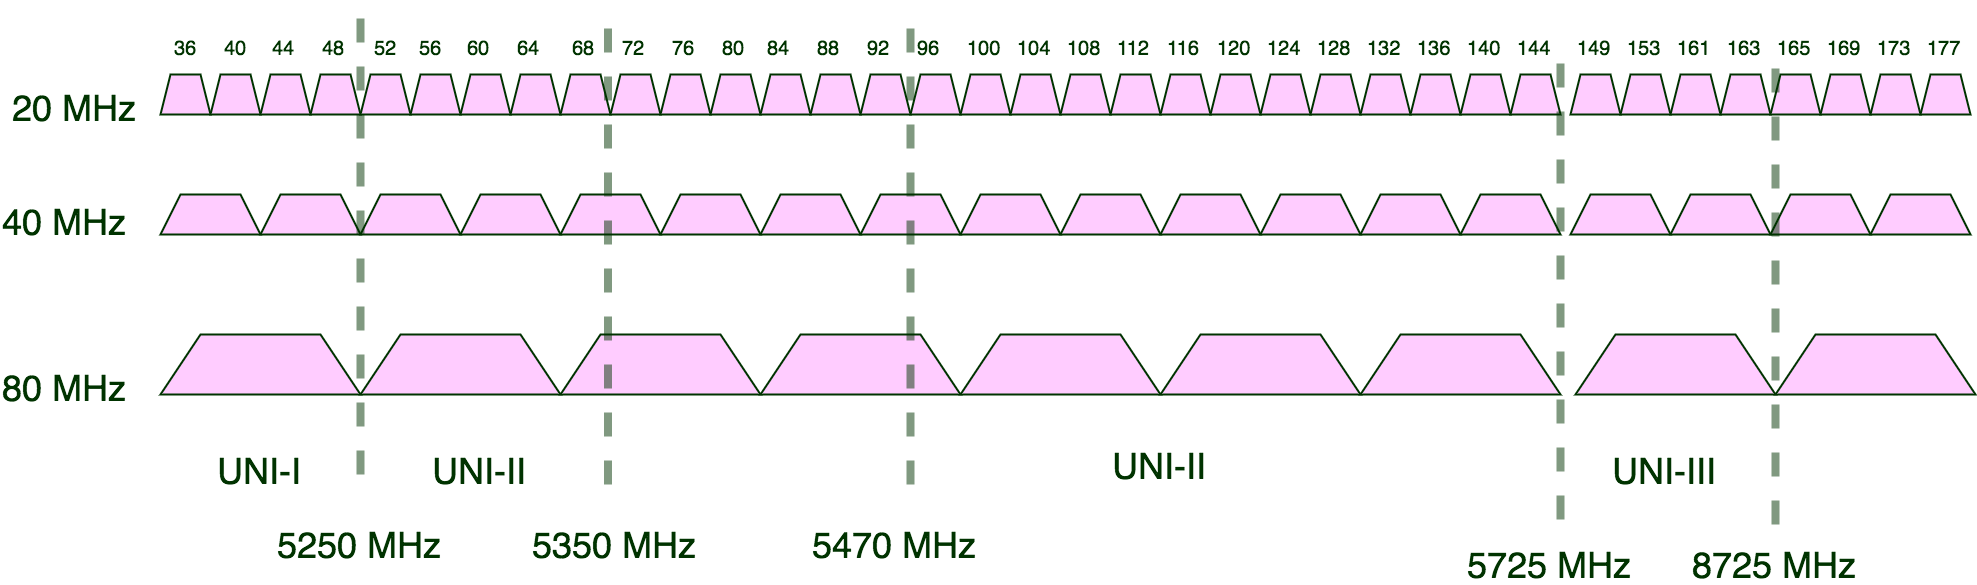 36 40 44 48 52 56 60 64 68 72 76 80 84 88 92 96 100 104 108 112 116 120 124 128 132 136 140 144 149 153 161 163 165 169 173 177
20 MHz
40 MHz
80 MHz
UNI-I UNI-II UNI-II UNI-III
5250 MHz 5350 MHz 5470 MHz 5725 MHz 8725 MHz